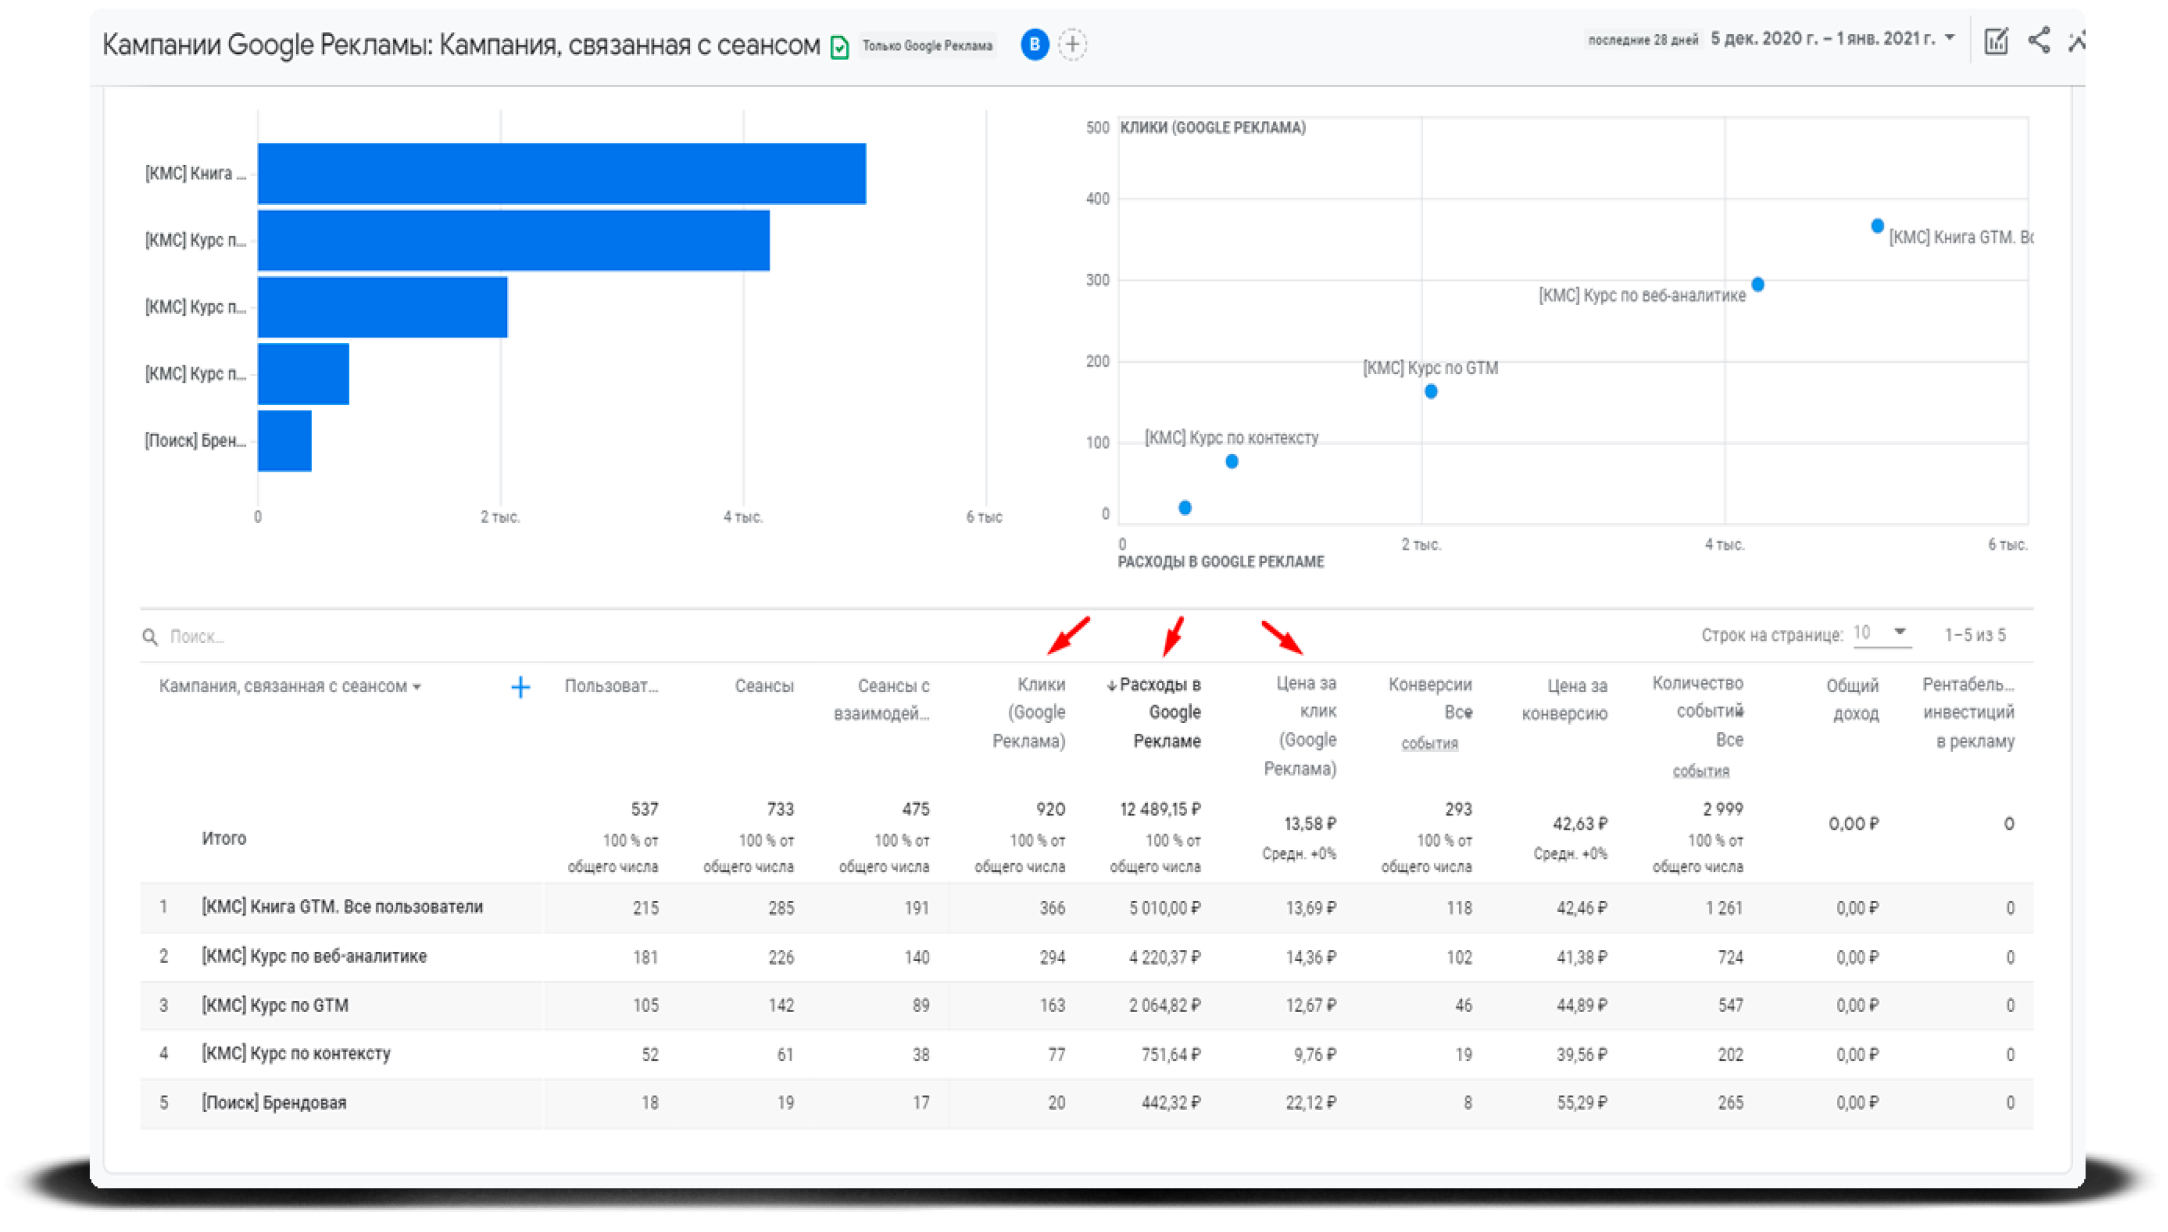 Кампании Google Рекламы: Кампания, связанная с сеансом Только Google Реклама B последние 28 дней 5 дек. 2020 г. – 1 янв. 2021 г.
[КМС] Книга ...
[КМС] Курс п...
[КМС] Курс п...
[КМС] Курс п...
[Поиск] Брен...
0 2 тыс. 4 тыс. 6 тыс
500 КЛИКИ (GOOGLE РЕКЛАМА)
400
[КМС] Книга GTM. Вс
300
[КМС] Курс по веб-аналитике
200
[КМС] Курс по GTM
100
[КМС] Курс по контексту
0
0 2 тыс. 4 тыс. 6 тыс.
РАСХОДЫ В GOOGLE РЕКЛАМЕ
Поиск... Строк на странице: 10 1–5 из 5
Кампания, связанная с сеансом
Пользоват...
Сеансы
Сеансы с
взаимодей...
Клики
(Google
Реклама)
Расходы в
Google
Рекламе
Цена за
клик
(Google
Реклама)
Конверсии
Все
события
Цена за
конверсию
Количество
событий
Все
события
Общий
доход
Рентабель...
инвестиций
в рекламу
Итого
537
100 % от
общего числа
733
100 % от
общего числа
475
100 % от
общего числа
920
100 % от
общего числа
12 489,15 ₽
100 % от
общего числа
13,58 ₽
Средн. +0%
293
100 % от
общего числа
42,63 ₽
Средн. +0%
2 999
100 % от
общего числа
0,00 ₽
0
1 [КМС] Книга GTM. Все пользователи 215 285 191 366 5 010,00 ₽ 13,69 ₽ 118 42,46 ₽ 1 261 0,00 ₽ 0
2 [КМС] Курс по веб-аналитике 181 226 140 294 4 220,37 ₽ 14,36 ₽ 102 41,38 ₽ 724 0,00 ₽ 0
3 [КМС] Курс по GTM 105 142 89 163 2 064,82 ₽ 12,67 ₽ 46 44,89 ₽ 547 0,00 ₽ 0
4 [КМС] Курс по контексту 52 61 38 77 751,64 ₽ 9,76 ₽ 19 39,56 ₽ 202 0,00 ₽ 0
5 [Поиск] Брендовая 18 19 17 20 442,32 ₽ 22,12 ₽ 8 55,29 ₽ 265 0,00 ₽ 0